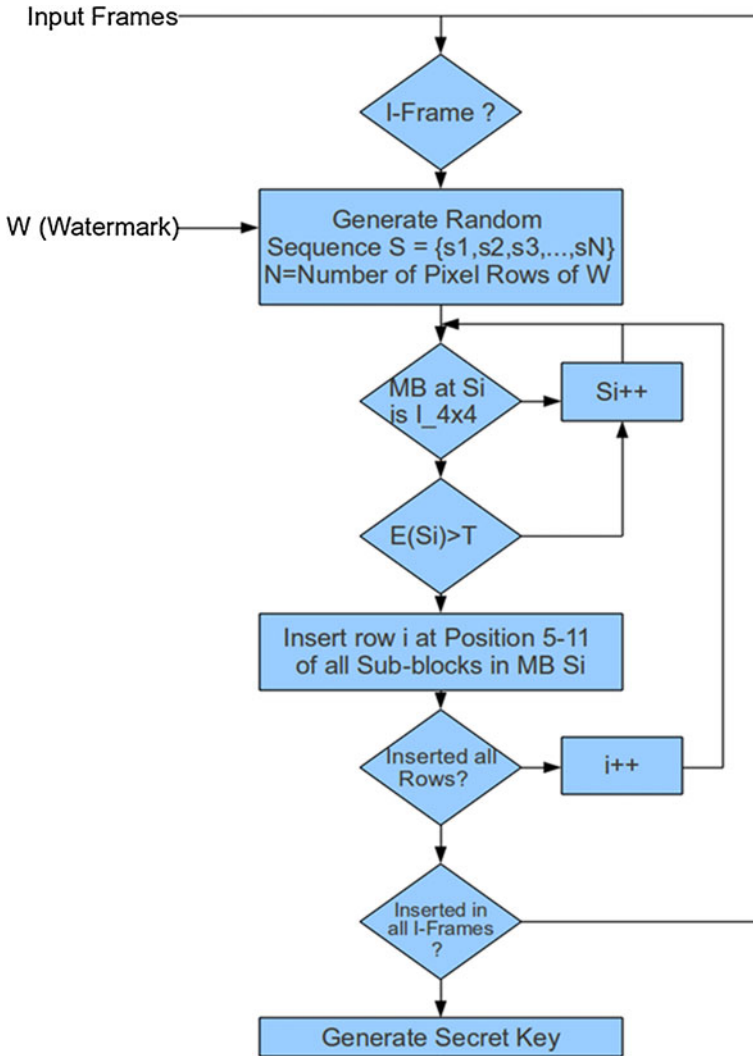 Input Frames
I-Frame ?
W (Watermark)
Generate Random
Sequence S = {s1,s2,s3,...,sN}
N=Number of Pixel Rows of W
MB at Si
is I_4x4
Si++
E(Si)>T
Insert row i at Position 5-11
of all Sub-blocks in MB Si
Inserted all
Rows?
i++
Inserted in
all I-Frames
?
Generate Secret Key